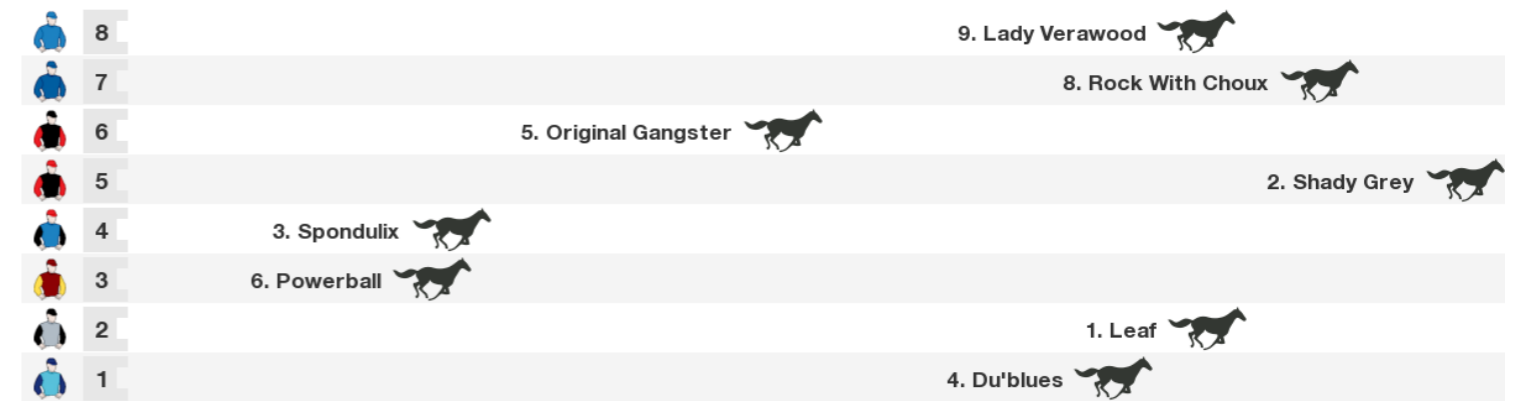 8 9. Lady Verawood
7 8. Rock With Choux
6 5. Original Gangster
5 2. Shady Grey
4 3. Spondulix
3 6. Powerball
2 1. Leaf
1 4. Du'blues